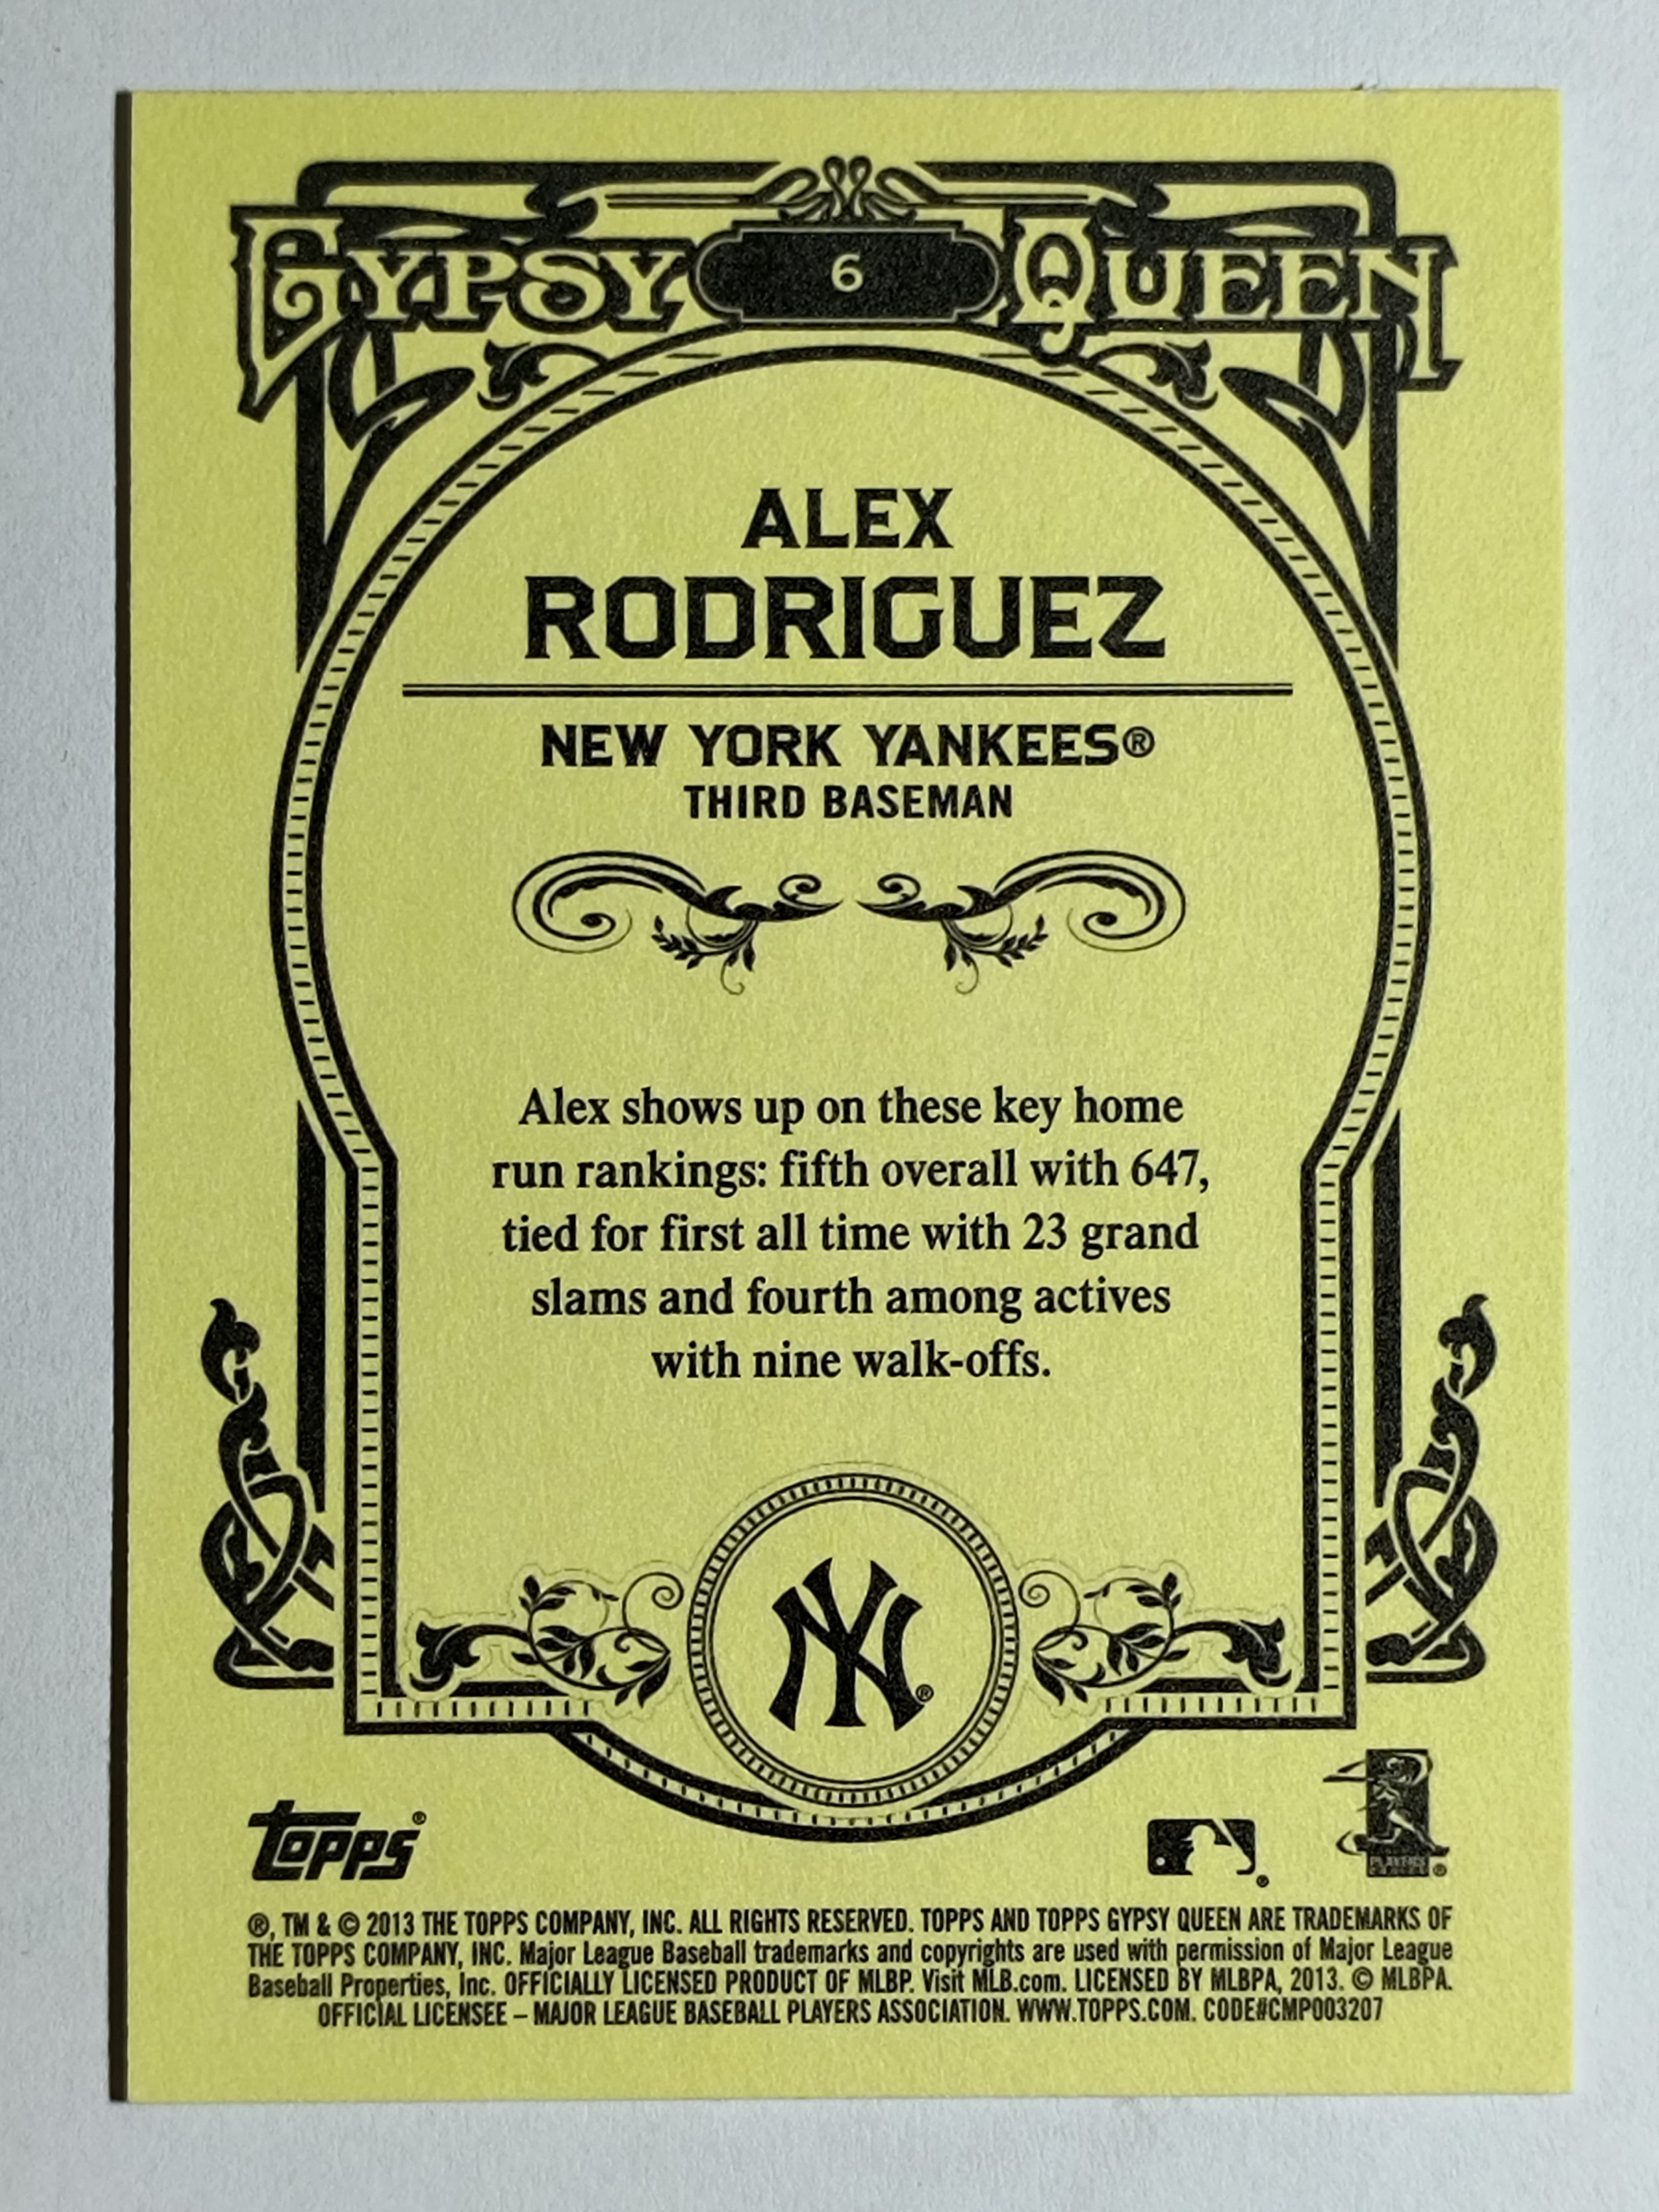 GYPSY 6 QUEEN
ALEX
RODRIGUEZ
NEW YORK YANKEES®
THIRD BASEMAN
Alex shows up on these key home
run rankings: fifth overall with 647,
tied for first all time with 23 grand
slams and fourth among actives
with nine walk-offs.
NY®
TOPPS® ® PLAYERS CHOICE ®
®, TM & © 2013 THE TOPPS COMPANY, INC. ALL RIGHTS RESERVED. TOPPS AND TOPPS GYPSY QUEEN ARE TRADEMARKS OF
THE TOPPS COMPANY, INC. Major League Baseball trademarks and copyrights are used with permission of Major League
Baseball Properties, Inc. OFFICIALLY LICENSED PRODUCT OF MLBP. Visit MLB.com. LICENSED BY MLBPA, 2013. © MLBPA.
OFFICIAL LICENSEE – MAJOR LEAGUE BASEBALL PLAYERS ASSOCIATION. WWW.TOPPS.COM. CODE#CMP003207